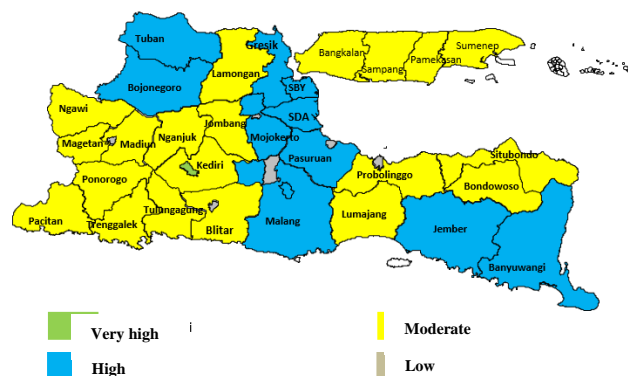 Tuban
Gresik
Bangkalan
Sampang
Pamekasan
Sumenep
Lamongan
Bojonegoro
SBY
Ngawi
SDA
Jombang
Nganjuk
Mojokerto
Magetan
Madiun
Pasuruan
Kediri
Situbondo
Probolinggo
Ponorogo
Bondowoso
Tulungagung
Pacitan
Trenggalek
Blitar
Malang
Lumajang
Jember
Banyuwangi
Very high
i
Moderate
High
Low